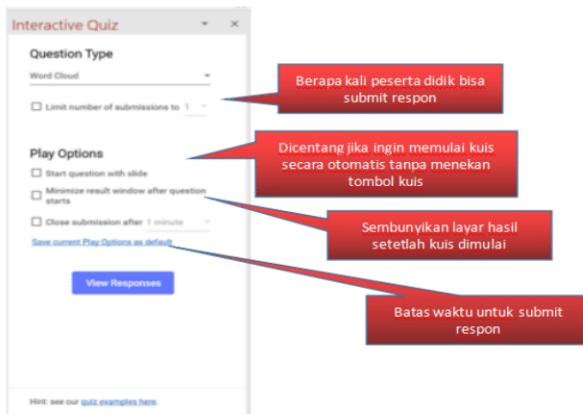 Interactive Quiz
Question Type
Word Cloud
Limit number of submissions to 1
Play Options
Start question with slide
Minimize result window after question
starts
Close submission after 1 minute
Save current Play Options as default
View Responses
Hint: see our quiz examples here.
Berapa kali peserta didik bisa
submit respon
Dicentang jika ingin memulai kuis
secara otomatis tanpa menekan
tombol kuis
Sembunyikan layar hasil
setetlah kuis dimulai
Batas waktu untuk submit
respon